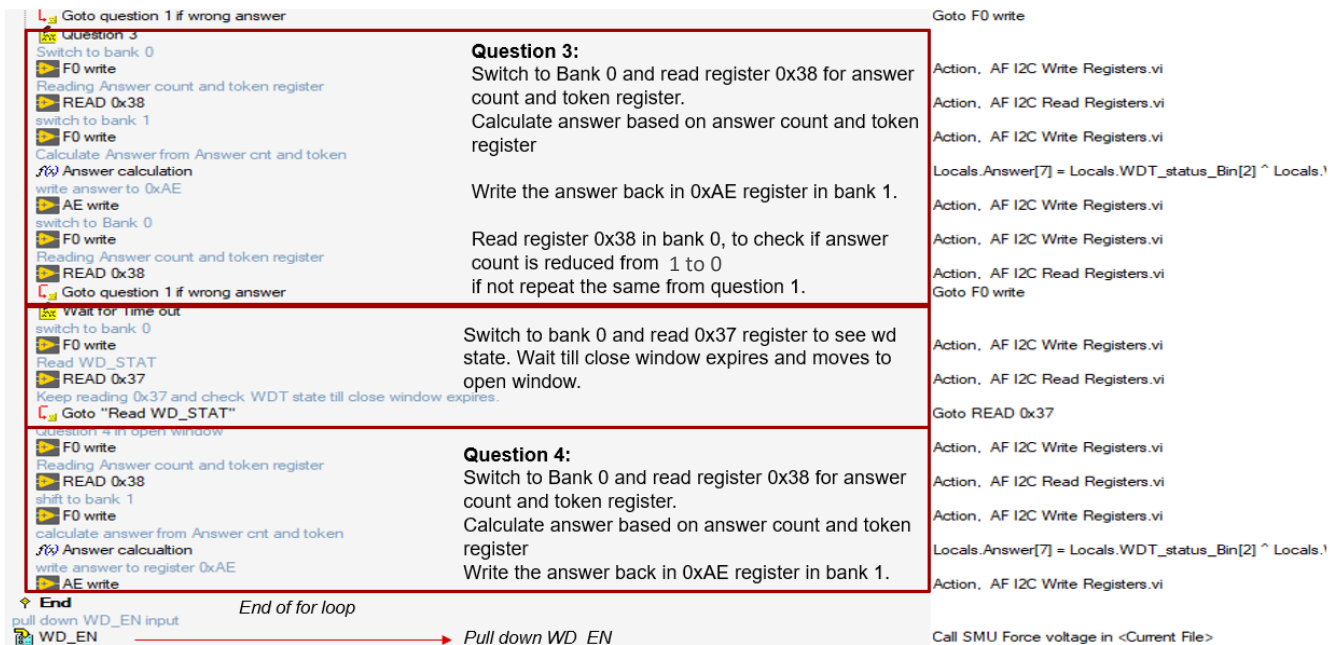 Goto question 1 if wrong answer Goto F0 write
Question 3
Switch to bank 0 Question 3:
F0 write Switch to Bank 0 and read register 0x38 for answer Action, AF I2C Write Registers.vi
Reading Answer count and token register count and token register.
READ 0x38 Action, AF I2C Read Registers.vi
switch to bank 1 Calculate answer based on answer count and token
F0 write register Action, AF I2C Write Registers.vi
Calculate Answer from Answer cnt and token
f(x) Answer calculation Locals.Answer[7] = Locals.WDT_status_Bin[2] ^ Locals.
write answer to 0xAE Write the answer back in 0xAE register in bank 1.
AE write Action, AF I2C Write Registers.vi
switch to Bank 0
F0 write Read register 0x38 in bank 0, to check if answer Action, AF I2C Write Registers.vi
Reading Answer count and token register count is reduced from 1 to 0
READ 0x38 Action, AF I2C Read Registers.vi
Goto question 1 if wrong answer if not repeat the same from question 1. Goto F0 write
Wait for Time out
switch to bank 0 Switch to bank 0 and read 0x37 register to see wd
F0 write state. Wait till close window expires and moves to Action, AF I2C Write Registers.vi
Read WD_STAT open window.
READ 0x37 Action, AF I2C Read Registers.vi
Keep reading 0x37 and check WDT state till close window expires.
Goto "Read WD_STAT" Goto READ 0x37
Question 4 in open window
F0 write Question 4: Action, AF I2C Write Registers.vi
Reading Answer count and token register Switch to Bank 0 and read register 0x38 for answer
READ 0x38 count and token register. Action, AF I2C Read Registers.vi
shift to bank 1
F0 write Calculate answer based on answer count and token Action, AF I2C Write Registers.vi
calculate answer from Answer cnt and token register
f(x) Answer calcualtion Locals.Answer[7] = Locals.WDT_status_Bin[2] ^ Locals.
write answer to register 0xAE Write the answer back in 0xAE register in bank 1.
AE write Action, AF I2C Write Registers.vi
End End of for loop
pull down WD_EN input
WD_EN Pull down WD_EN Call SMU Force voltage in <Current File>